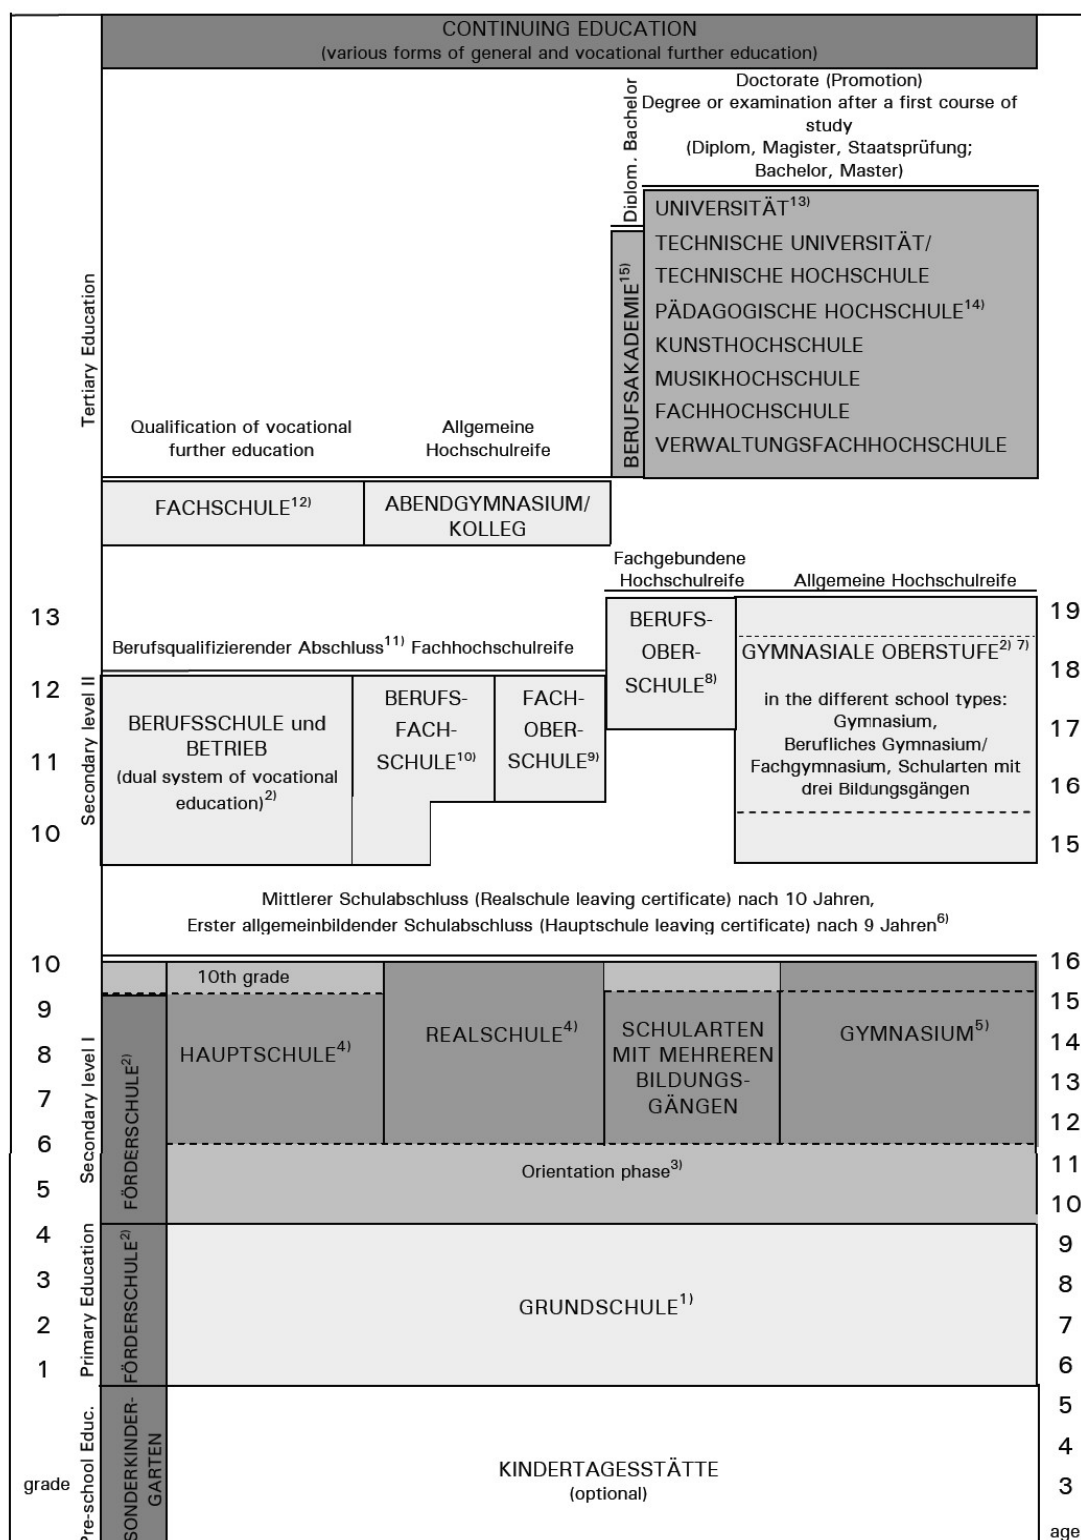 CONTINUING EDUCATION
(various forms of general and vocational further education)
Diplom. Bachelor
Doctorate (Promotion)
Degree or examination after a first course of
study
(Diplom, Magister, Staatsprüfung;
Bachelor, Master)
Tertiary Education
BERUFSAKADEMIE15)
UNIVERSITÄT13)
TECHNISCHE UNIVERSITÄT/
TECHNISCHE HOCHSCHULE
PÄDAGOGISCHE HOCHSCHULE14)
KUNSTHOCHSCHULE
MUSIKHOCHSCHULE
FACHHOCHSCHULE
VERWALTUNGSFACHHOCHSCHULE
Qualification of vocational
further education
Allgemeine
Hochschulreife
FACHSCHULE12)
ABENDGYMNASIUM/
KOLLEG
Fachgebundene
Hochschulreife
Allgemeine Hochschulreife
13
12
11
10
Secondary level II
Berufsqualifizierender Abschluss11) Fachhochschulreife
BERUFSSCHULE und
BETRIEB
(dual system of vocational
education)2)
BERUFS-
FACH-
SCHULE10)
FACH-
OBER-
SCHULE9)
BERUFS-
OBER-
SCHULE8)
GYMNASIALE OBERSTUFE2) 7)
in the different school types:
Gymnasium,
Berufliches Gymnasium/
Fachgymnasium, Schularten mit
drei Bildungsgängen
19
18
17
16
15
Mittlerer Schulabschluss (Realschule leaving certificate) nach 10 Jahren,
Erster allgemeinbildender Schulabschluss (Hauptschule leaving certificate) nach 9 Jahren6)
10
9
8
7
6
5
Secondary level I
FÖRDERSCHULE2)
10th grade
HAUPTSCHULE4)
REALSCHULE4)
SCHULARTEN
MIT MEHREREN
BILDUNGS-
GÄNGEN
GYMNASIUM5)
Orientation phase3)
16
15
14
13
12
11
10
4
3
2
1
Primary Education
FÖRDERSCHULE2)
GRUNDSCHULE1)
9
8
7
6
grade
Pre-school Educ.
SONDERKINDER-
GARTEN
KINDERTAGESSTÄTTE
(optional)
5
4
3
age